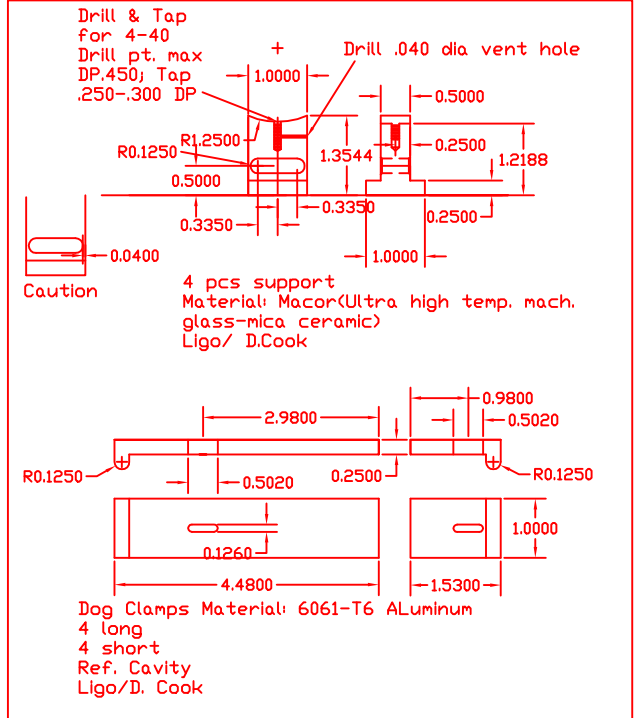 Drill & Tap
for 4-40
Drill pt. max
DP.450; Tap
.250-.300 DP
Drill .040 dia vent hole
1.0000
0.5000
R1.2500
R0.1250
1.3544
0.2500
1.2188
0.5000
0.3350
0.3350
0.2500
1.0000
0.0400
Caution
4 pcs support
Material: Macor(Ultra high temp. mach.
glass-mica ceramic)
Ligo/ D.Cook
2.9800
0.9800
0.5020
R0.1250
0.5020
0.2500
R0.1250
0.1260
1.0000
4.4800
1.5300
Dog Clamps Material: 6061-T6 ALuminum
4 long
4 short
Ref. Cavity
Ligo/D. Cook